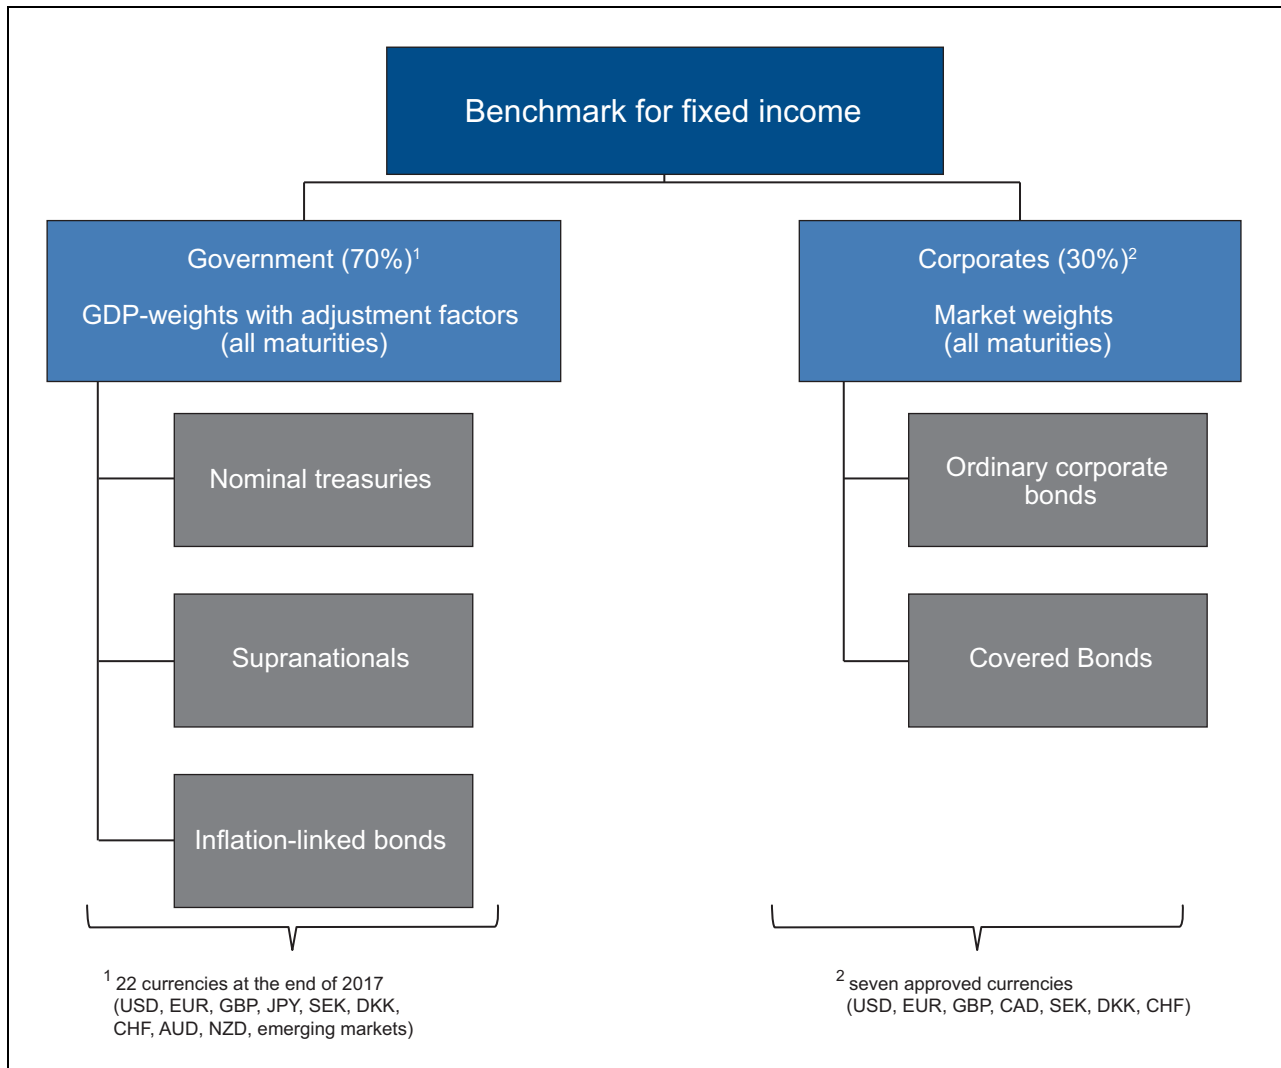 Benchmark for fixed income
Government (70%)¹
GDP-weights with adjustment factors
(all maturities)
Nominal treasuries
Supranationals
Inflation-linked bonds
¹ 22 currencies at the end of 2017
(USD, EUR, GBP, JPY, SEK, DKK,
CHF, AUD, NZD, emerging markets)
Corporates (30%)²
Market weights
(all maturities)
Ordinary corporate
bonds
Covered Bonds
² seven approved currencies
(USD, EUR, GBP, CAD, SEK, DKK, CHF)